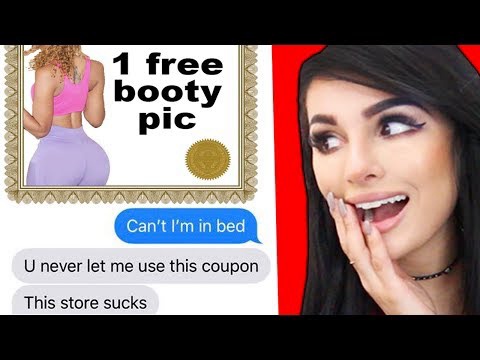 1 free
booty
pic
Can't I'm in bed
U never let me use this coupon
This store sucks